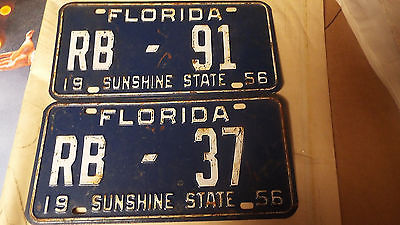 FLORIDA
RB - 91
19 SUNSHINE STATE 56
FLORIDA
RB - 37
19 SUNSHINE STATE 56